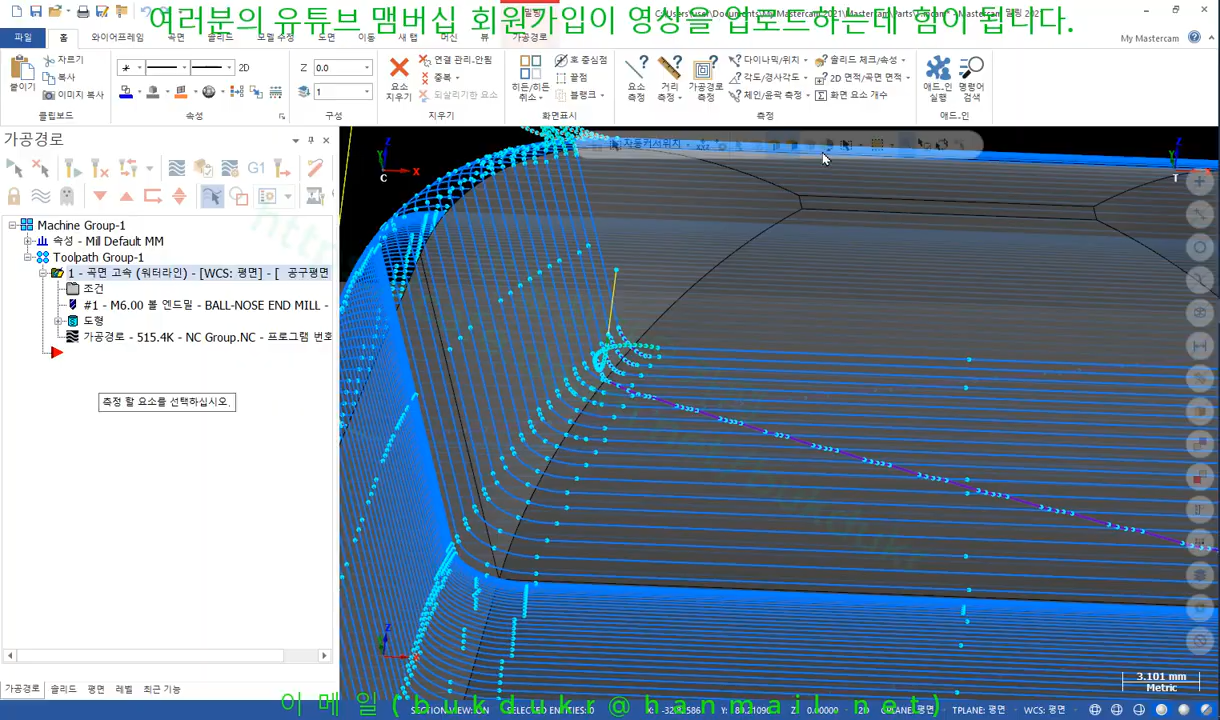 여러분의 유튜브 맴버십 회원가입이 영상을 업로드하는데 힘이 됩니다.
My Mastercam
파일 홈 와이어프레임 곡면 솔리드 모델 수정 이동 새 탭 머신 뷰 가공경로
붙이기
자르기
복사
이미지 복사
클립보드
2D
속성
Z 0.0
1
구성
요소 지우기
연결 관리.안됨
중복
되살리기한 요소
지우기
히든/히든 취소
호 중심점
끝점
블랭크
화면표시
요소 측정
거리 측정
가공경로 측정
다이나믹/위치
각도/경사각도
체인/윤곽 측정
솔리드 체크/속성
2D 면적/곡면 면적
화면 요소 개수
측정
애드-인 실행
명령어 검색
애드-인
가공경로
G1
Machine Group-1
속성 - Mill Default MM
Toolpath Group-1
1 - 곡면 고속 (워터라인) - [WCS: 평면] - [ 공구평면
조건
#1 - M6.00 볼 엔드밀 - BALL-NOSE END MILL -
도형
가공경로 - 515.4K - NC Group.NC - 프로그램 번호
측정 할 요소를 선택하십시오.
자동커서위치
Z
Y
X
C
Z
Y
X
T
Z
3.101 mm
Metric
가공경로 솔리드 평면 레벨 최근 기능
이 메 일 ( b u k d u k r @ h a n m a i l . n e t )
SECTION VIEW: ON SELECTED ENTITIES: 0 TPLANE: 평면 WCS: 평면